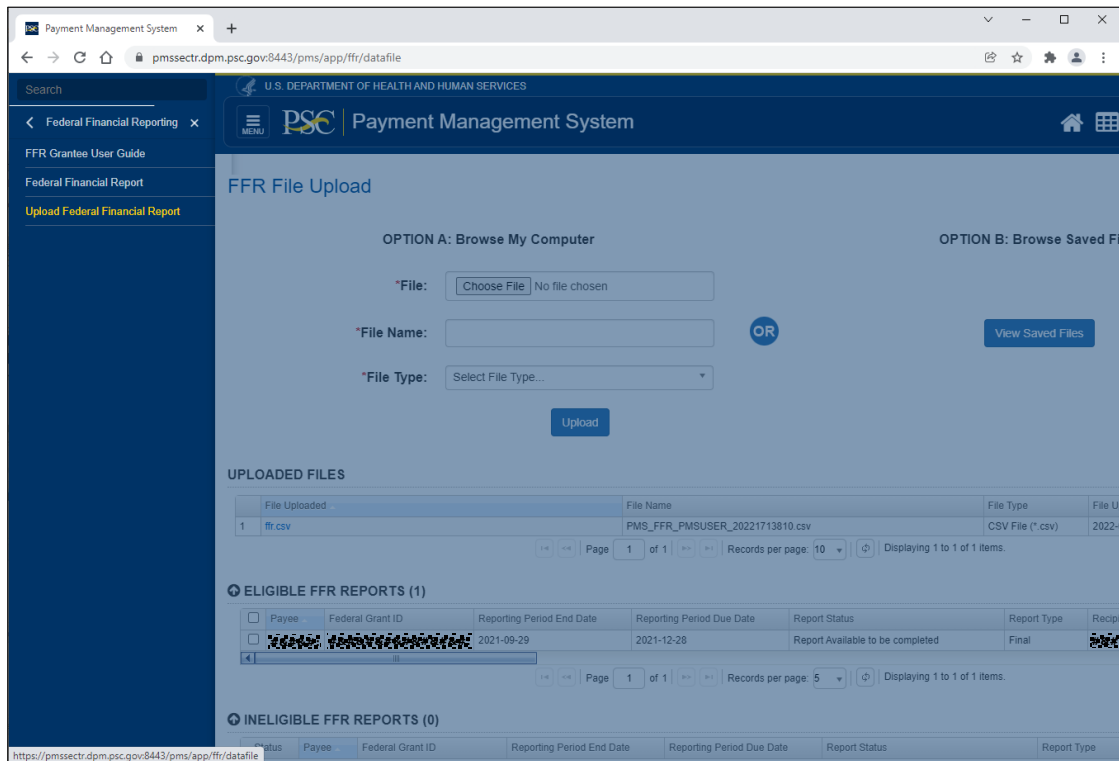 Payment Management System
pmssectr.dpm.psc.gov:8443/pms/app/ffr/datafile
Search
U.S. DEPARTMENT OF HEALTH AND HUMAN SERVICES
Federal Financial Reporting
MENU PSC Payment Management System
FFR Grantee User Guide
Federal Financial Report
FFR File Upload
Upload Federal Financial Report
OPTION A: Browse My Computer OPTION B: Browse Saved Fi
*File: Choose File No file chosen
*File Name: OR View Saved Files
*File Type: Select File Type...
Upload
UPLOADED FILES
File Uploaded File Name File Type File U
1 ffr.csv PMS_FFR_PMSUSER_20221713810.csv CSV File (*.csv) 2022-
Page 1 of 1 Records per page: 10 Displaying 1 to 1 of 1 items.
ELIGIBLE FFR REPORTS (1)
Payee Federal Grant ID Reporting Period End Date Reporting Period Due Date Report Status Report Type Recip
2021-09-29 2021-12-28 Report Available to be completed Final
Page 1 of 1 Records per page: 5 Displaying 1 to 1 of 1 items.
INELIGIBLE FFR REPORTS (0)
Status Payee Federal Grant ID Reporting Period End Date Reporting Period Due Date Report Status Report Type
https://pmssectr.dpm.psc.gov:8443/pms/app/ffr/datafile